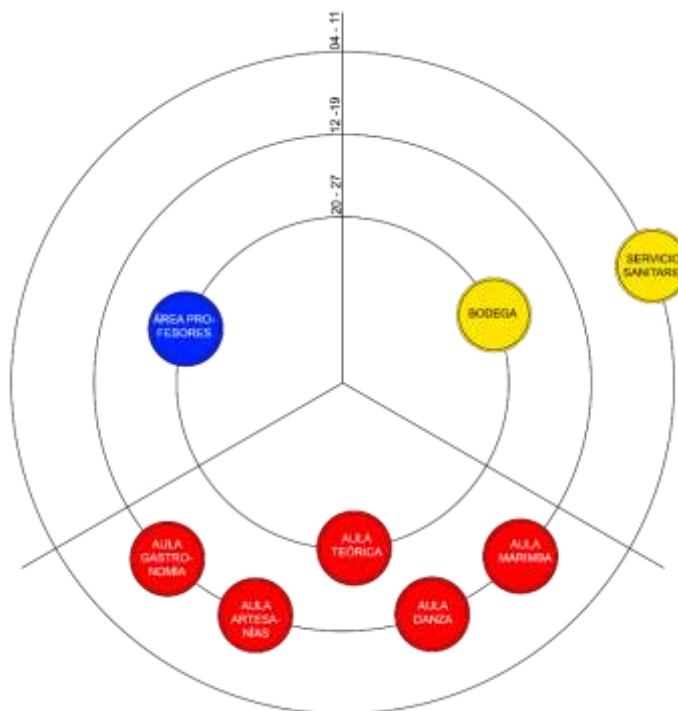 04 - 11
12 -19
20 - 27
SERVICIO
SANITARIO
BODEGA
ÁREA PRO-
FESORES
AULA
TEÓRICA
AULA
GASTRO-
NOMIA
AULA
MARIMBA
AULA
ARTESA-
NÍAS
AULA
DANZA